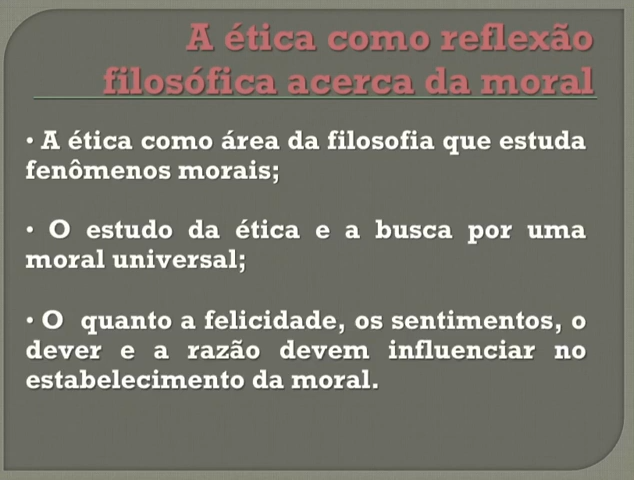 A ética como reflexão
filosófica acerca da moral
• A ética como área da filosofia que estuda
fenômenos morais;
• O estudo da ética e a busca por uma
moral universal;
• O quanto a felicidade, os sentimentos, o
dever e a razão devem influenciar no
estabelecimento da moral.